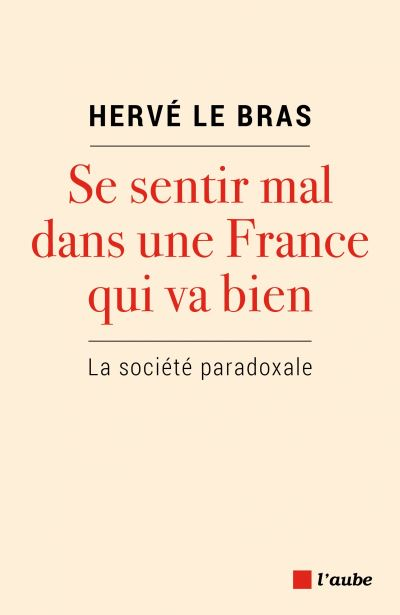 HERVÉ LE BRAS
Se sentir mal
dans une France
qui va bien
La société paradoxale
l'aube